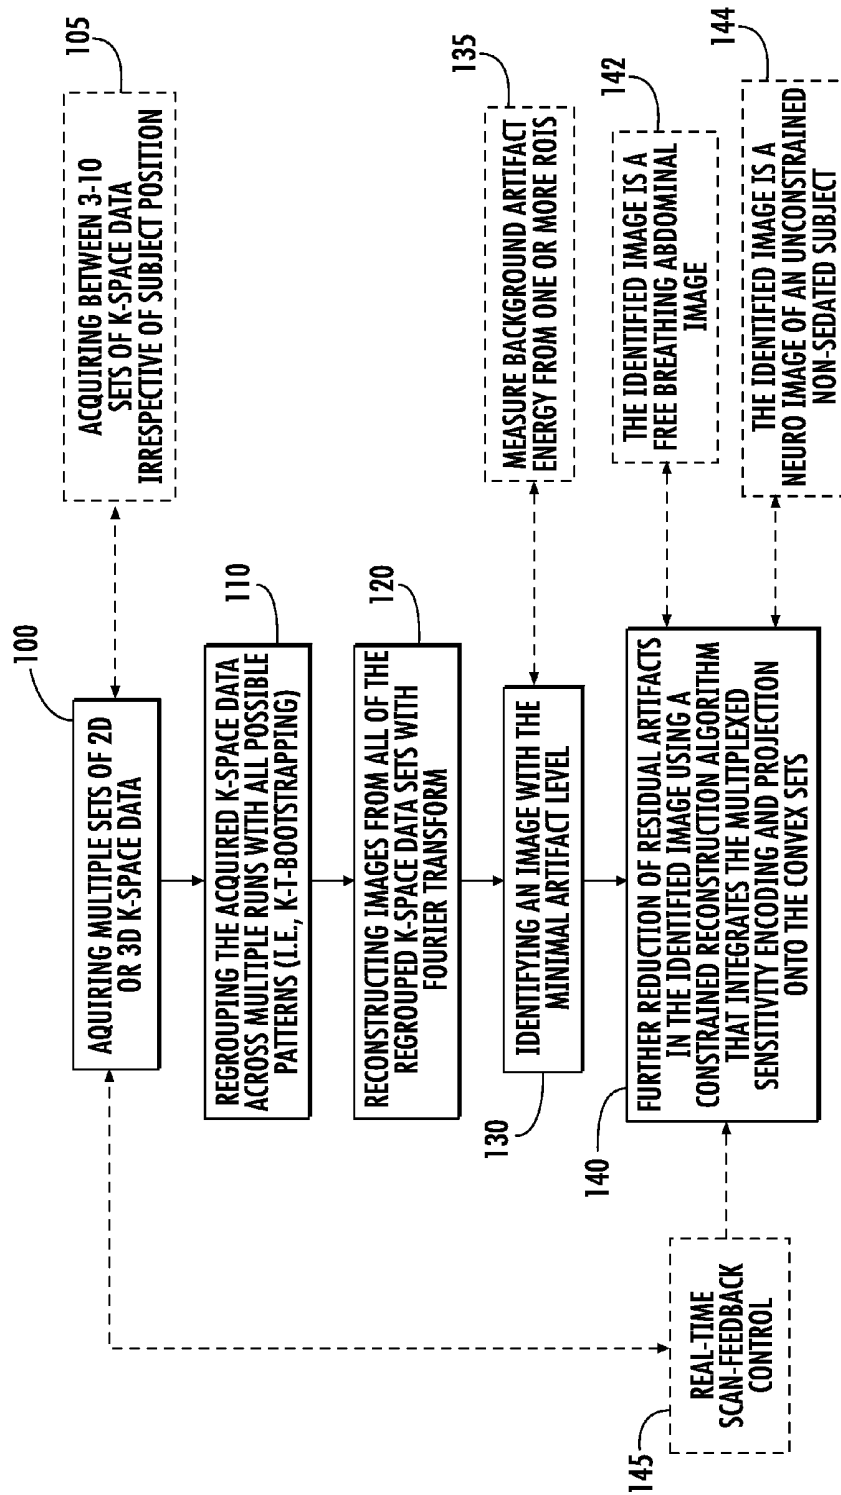 100
AQUIRING MULTIPLE SETS OF 2D
OR 3D K-SPACE DATA
105
ACQUIRING BETWEEN 3-10
SETS OF K-SPACE DATA
IRRESPECTIVE OF SUBJECT POSITION
110
REGROUPING THE ACQUIRED K-SPACE DATA
ACROSS MULTIPLE RUNS WITH ALL POSSIBLE
PATTERNS (I.E., K-T-BOOTSTRAPPING)
120
RECONSTRUCTING IMAGES FROM ALL OF THE
REGROUPED K-SPACE DATA SETS WITH
FOURIER TRANSFORM
130
IDENTIFYING AN IMAGE WITH THE
MINIMAL ARTIFACT LEVEL
135
MEASURE BACKGROUND ARTIFACT
ENERGY FROM ONE OR MORE ROIS
140
FURTHER REDUCTION OF RESIDUAL ARTIFACTS
IN THE IDENTIFIED IMAGE USING A
CONSTRAINED RECONSTRUCTION ALGORITHM
THAT INTEGRATES THE MULTIPLEXED
SENSITIVITY ENCODING AND PROJECTION
ONTO THE CONVEX SETS
142
THE IDENTIFIED IMAGE IS A
FREE BREATHING ABDOMINAL
IMAGE
144
THE IDENTIFIED IMAGE IS A
NEURO IMAGE OF AN UNCONSTRAINED
NON-SEDATED SUBJECT
145
REAL-TIME
SCAN-FEEDBACK
CONTROL